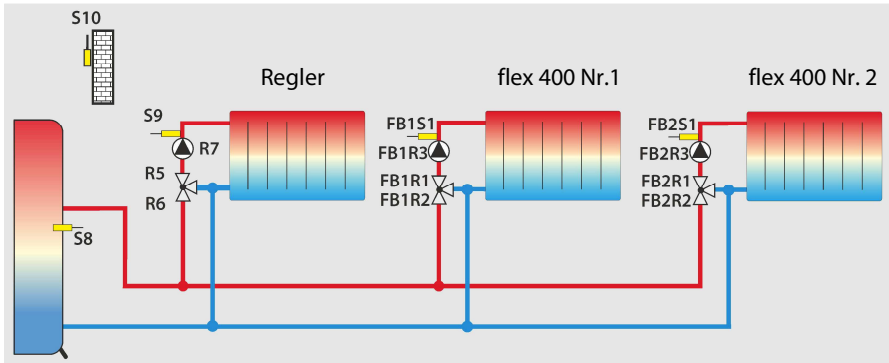 S10
Regler
flex 400 Nr.1
flex 400 Nr. 2
S9
R7
R5
R6
FB1S1
FB1R3
FB1R1
FB1R2
FB2S1
FB2R3
FB2R1
FB2R2
S8